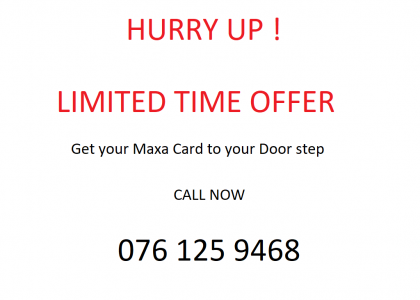 HURRY UP !
LIMITED TIME OFFER
Get your Maxa Card to your Door step
CALL NOW
076 125 9468